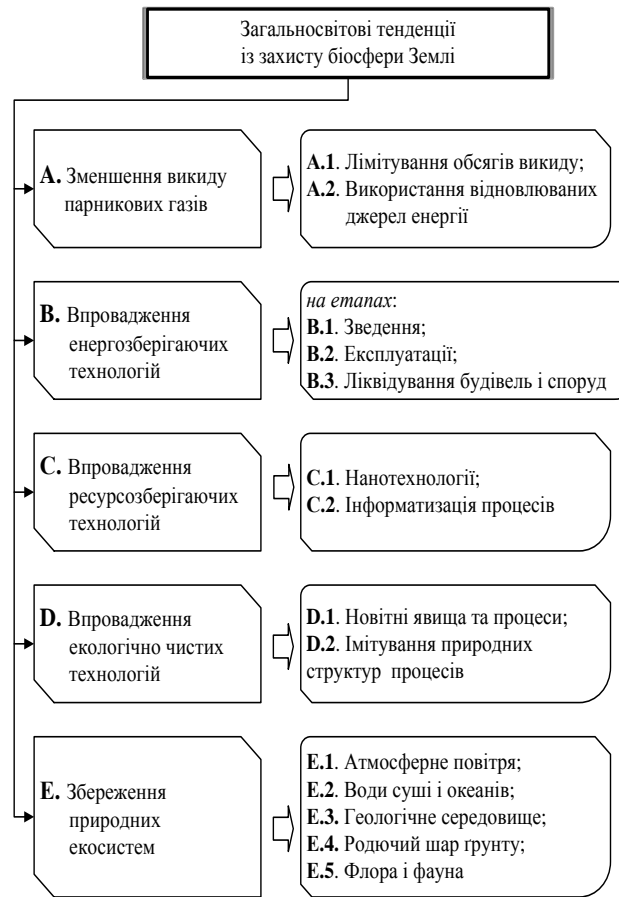 Загальносвітові тенденції
із захисту біосфери Землі
A. Зменшення викиду
парникових газів
A.1. Лімітування обсягів викиду;
A.2. Використання відновлюваних
джерел енергії
B. Впровадження
енергозберігаючих
технологій
на етапах:
B.1. Зведення;
B.2. Експлуатації;
B.3. Ліквідування будівель і споруд
C. Впровадження
ресурсозберігаючих
технологій
C.1. Нанотехнології;
C.2. Інформатизація процесів
D. Впровадження
екологічно чистих
технологій
D.1. Новітні явища та процеси;
D.2. Імітування природних
структур процесів
E. Збереження
природних
екосистем
E.1. Атмосферне повітря;
E.2. Води суші і океанів;
E.3. Геологічне середовище;
E.4. Родючий шар ґрунту;
E.5. Флора і фауна